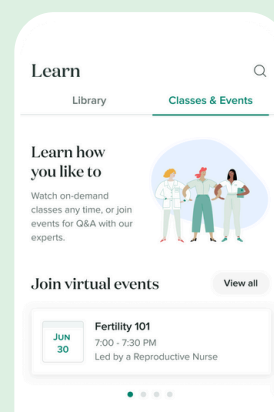 Learn
Library
Classes & Events
Learn how
you like to
Watch on-demand
classes any time, or join
events for Q&A with our
experts.
Join virtual events
View all
JUN
30
Fertility 101
7:00 - 7:30 PM
Led by a Reproductive Nurse